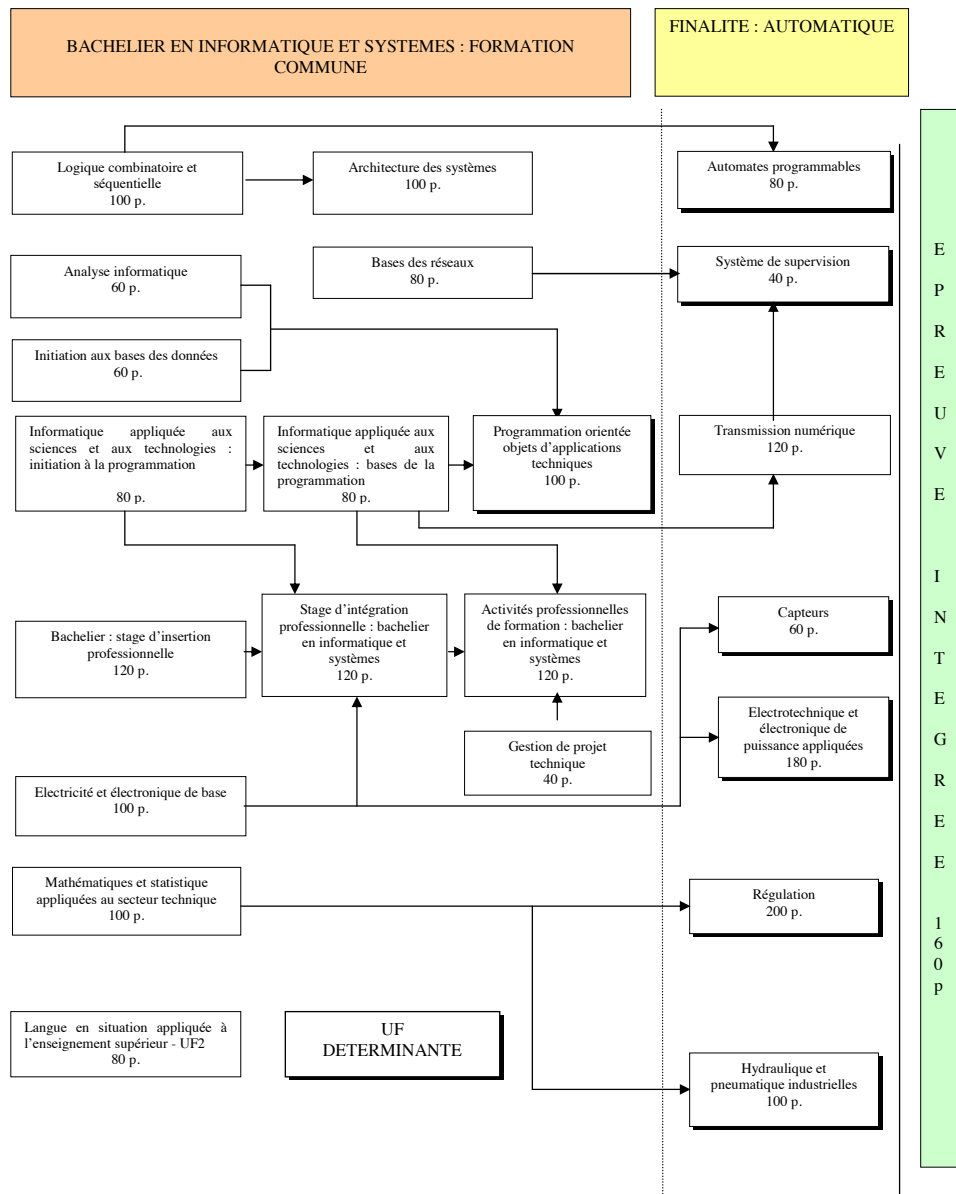 BACHELIER EN INFORMATIQUE ET SYSTEMES : FORMATION
COMMUNE
FINALITE : AUTOMATIQUE
Logique combinatoire et
séquentielle
100 p.
Architecture des systèmes
100 p.
Automates programmables
80 p.
Analyse informatique
60 p.
Bases des réseaux
80 p.
Système de supervision
40 p.
Initiation aux bases des données
60 p.
Informatique appliquée aux
sciences et aux technologies :
initiation à la programmation
80 p.
Informatique appliquée aux
sciences et aux
technologies : bases de la
programmation
80 p.
Programmation orientée
objets d'applications
techniques
100 p.
Transmission numérique
120 p.
Bachelier : stage d'insertion
professionnelle
120 p.
Stage d'intégration
professionnelle : bachelier
en informatique et
systèmes
120 p.
Activités professionnelles
de formation : bachelier
en informatique et
systèmes
120 p.
Capteurs
60 p.
Gestion de projet
technique
40 p.
Electrotechnique et
électronique de
puissance appliquées
180 p.
Electricité et électronique de base
100 p.
Mathématiques et statistique
appliquées au secteur technique
100 p.
Régulation
200 p.
Langue en situation appliquée à
l'enseignement supérieur - UF2
80 p.
UF
DETERMINANTE
Hydraulique et
pneumatique industrielles
100 p.
E
P
R
E
U
V
E
I
N
T
E
G
R
E
E
1
6
0
p